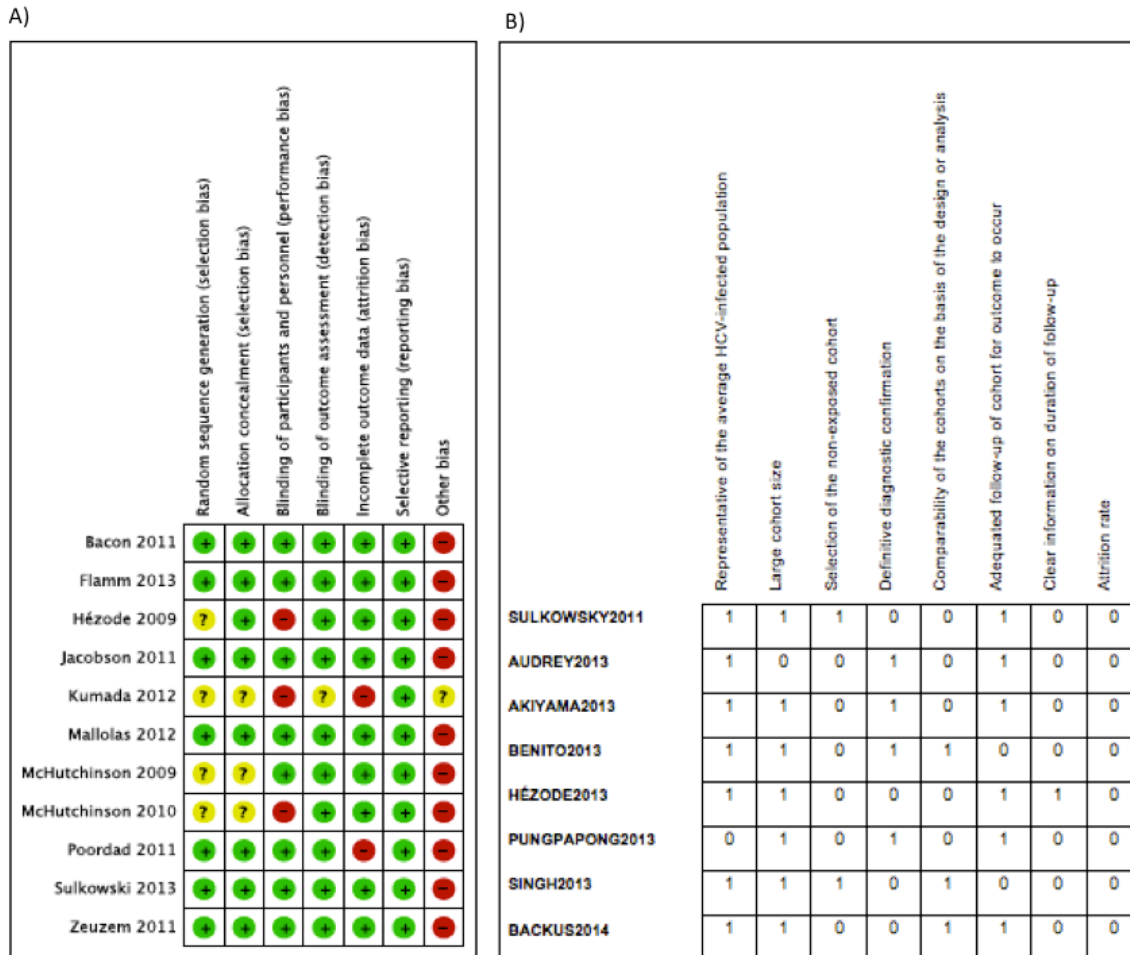 A)
B)
Random sequence generation (selection bias)
Allocation concealment (selection bias)
Blinding of participants and personnel (performance bias)
Blinding of outcome assessment (detection bias)
Incomplete outcome data (attrition bias)
Selective reporting (reporting bias)
Other bias
Bacon 2011 + + + + + + −
Flamm 2013 + + + + + + −
Hézode 2009 ? + − + + + −
Jacobson 2011 + + + + + + −
Kumada 2012 ? ? − ? − + ?
Mallolas 2012 + + + + + + −
McHutchinson 2009 ? ? + + + + −
McHutchinson 2010 ? ? − + + + −
Poordad 2011 + + + + − + −
Sulkowski 2013 + + + + + + −
Zeuzem 2011 + + + + + + −
Representative of the average HCV-infected population
Large cohort size
Selection of the non-exposed cohort
Definitive diagnostic confirmation
Comparability of the cohorts on the basis of the design or analysis
Adequated follow-up of cohort for outcome to occur
Clear information on duration of follow-up
Attrition rate
SULKOWSKY2011 1 1 1 0 0 1 0 0
AUDREY2013 1 0 0 1 0 1 0 0
AKIYAMA2013 1 1 0 1 0 1 0 0
BENITO2013 1 1 0 1 1 0 0 0
HÉZODE2013 1 1 0 0 0 1 1 0
PUNGPAPONG2013 0 1 0 1 0 1 0 0
SINGH2013 1 1 1 0 1 0 0 0
BACKUS2014 1 1 0 0 1 1 0 0